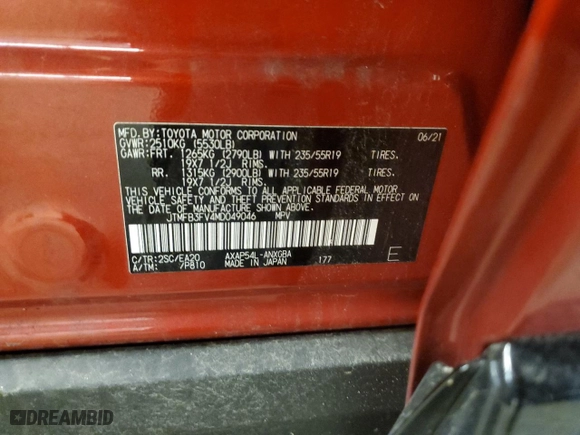 MFD. BY: TOYOTA MOTOR CORPORATION 06/21
GVWR: 2510KG (5530LB)
GAWR: FRT. 1265KG (2790LB) WITH 235/55R19 TIRES.
19X7 1/2J RIMS.
RR. 1315KG (2900LB) WITH 235/55R19 TIRES.
19X7 1/2J RIMS.
THIS VEHICLE CONFORMS TO ALL APPLICABLE FEDERAL MOTOR
VEHICLE SAFETY AND THEFT PREVENTION STANDARDS IN EFFECT ON
THE DATE OF MANUFACTURE SHOWN ABOVE.
JTMFB3FV4MD049046 MPV
C/TR: 2SC/EA20 AXAP54L-ANXGBA 177 E
A/TM: /P810 MADE IN JAPAN
DREAMBID